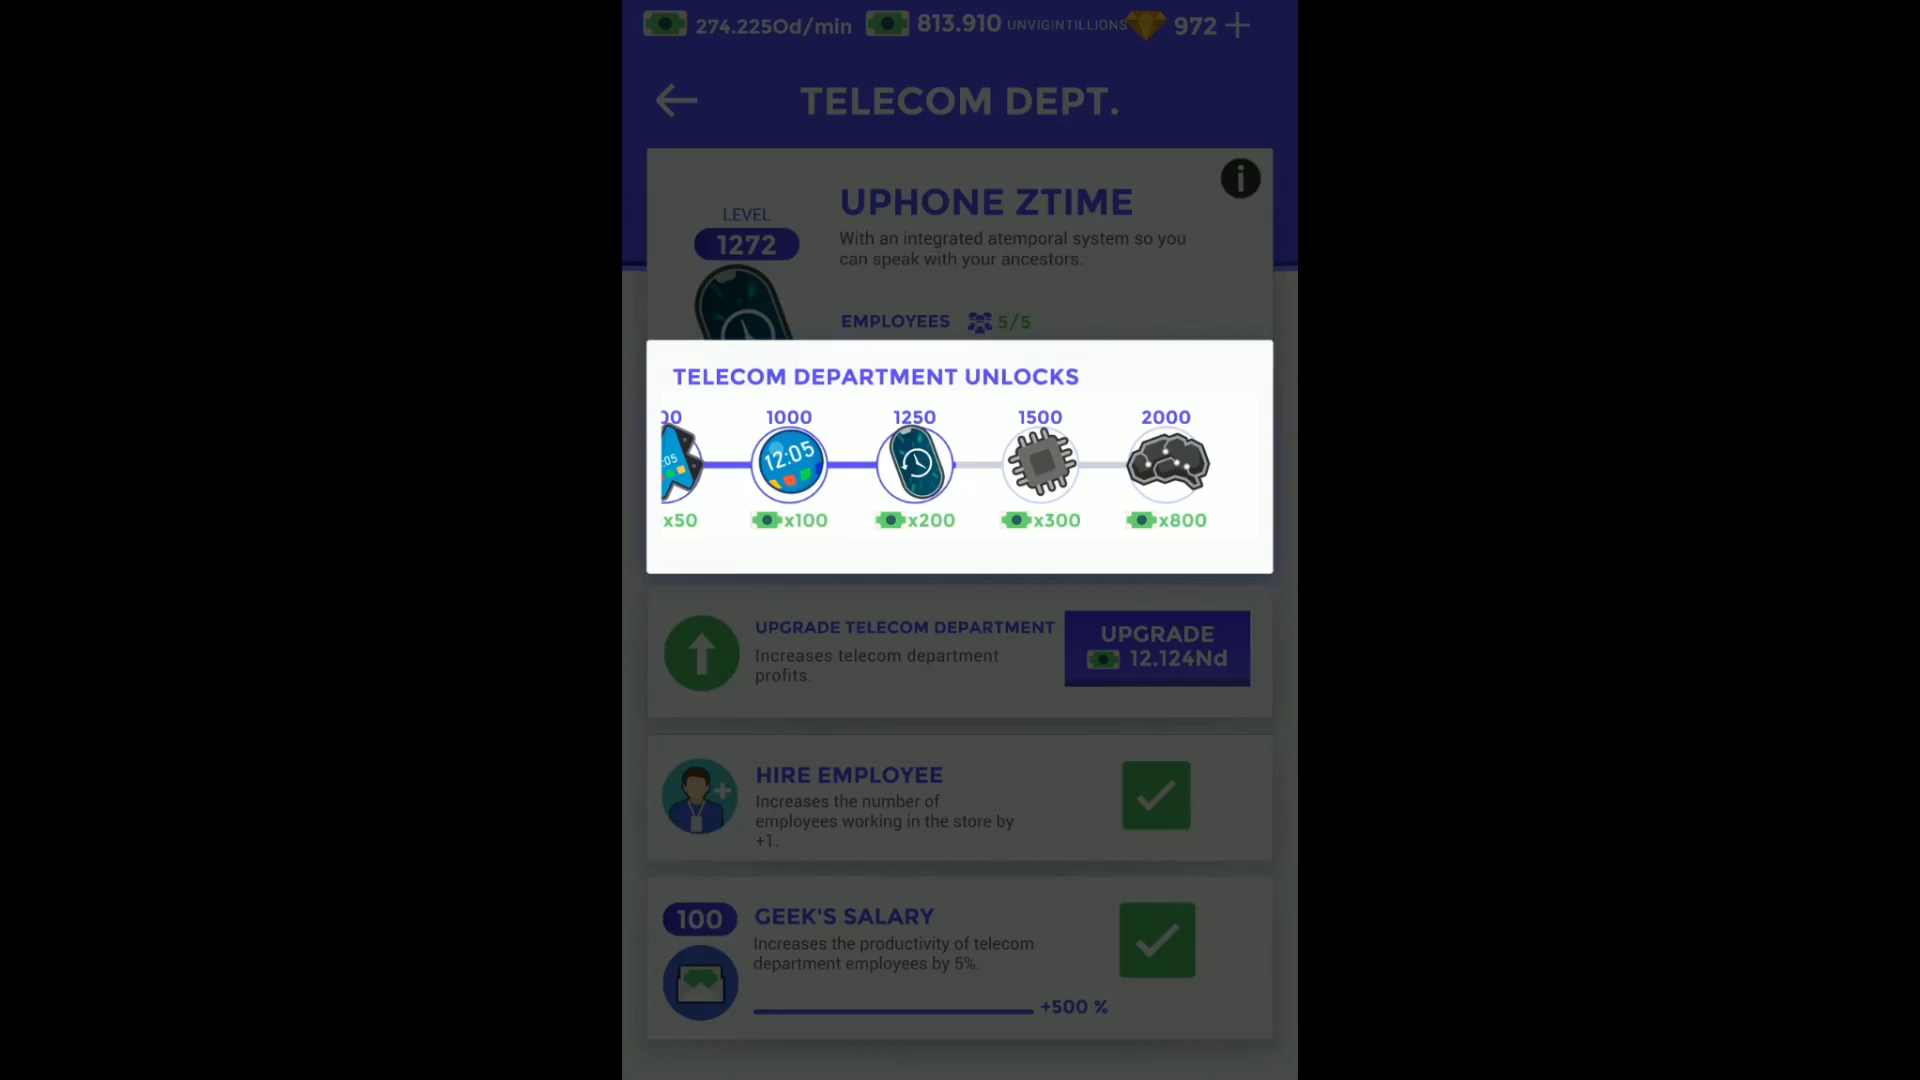 274.225Od/min 813.910 UNVIGINTILLIONS 972 +
TELECOM DEPT.
UPHONE ZTIME
LEVEL
1272
With an integrated atemporal system so you
can speak with your ancestors.
EMPLOYEES 5/5
TELECOM DEPARTMENT UNLOCKS
00 1000 1250 1500 2000
:05 12:05
x50 x100 x200 x300 x800
UPGRADE TELECOM DEPARTMENT
Increases telecom department
profits.
UPGRADE
12.124Nd
HIRE EMPLOYEE
Increases the number of
employees working in the store by
+1.
100
GEEK'S SALARY
Increases the productivity of telecom
department employees by 5%.
+500 %